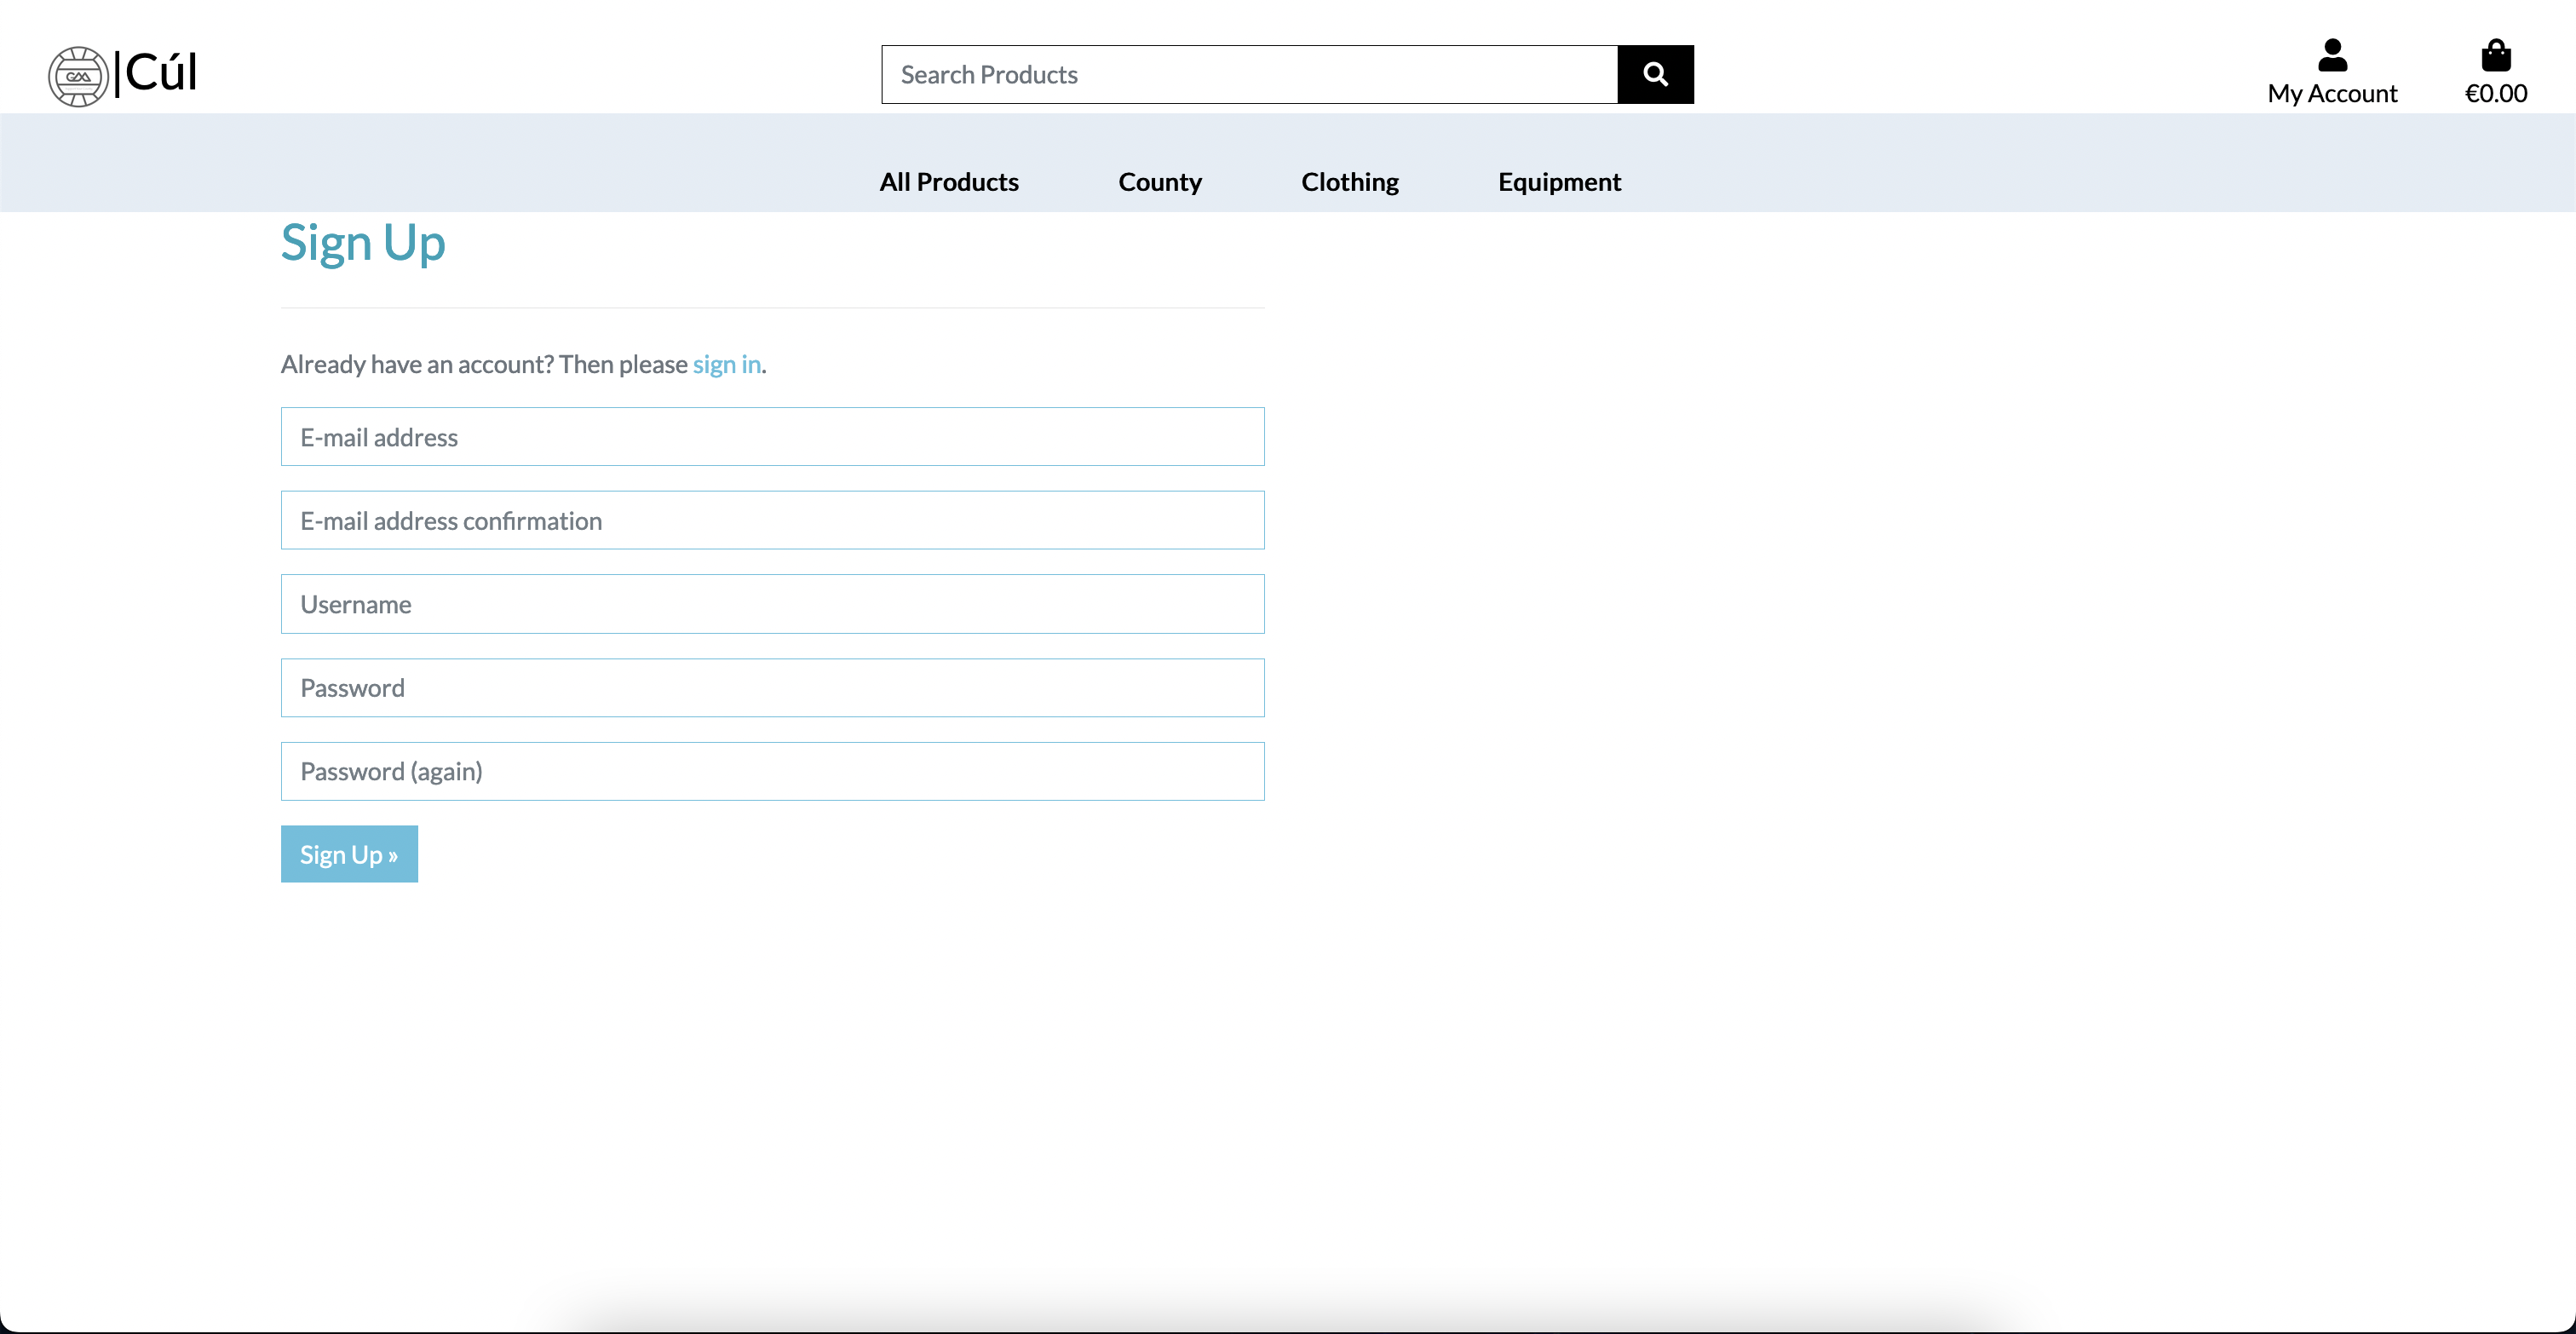 GAA
|Cúl
Search Products
My Account
€0.00
All Products
County
Clothing
Equipment
Sign Up
Already have an account? Then please sign in.
E-mail address
E-mail address confirmation
Username
Password
Password (again)
Sign Up »